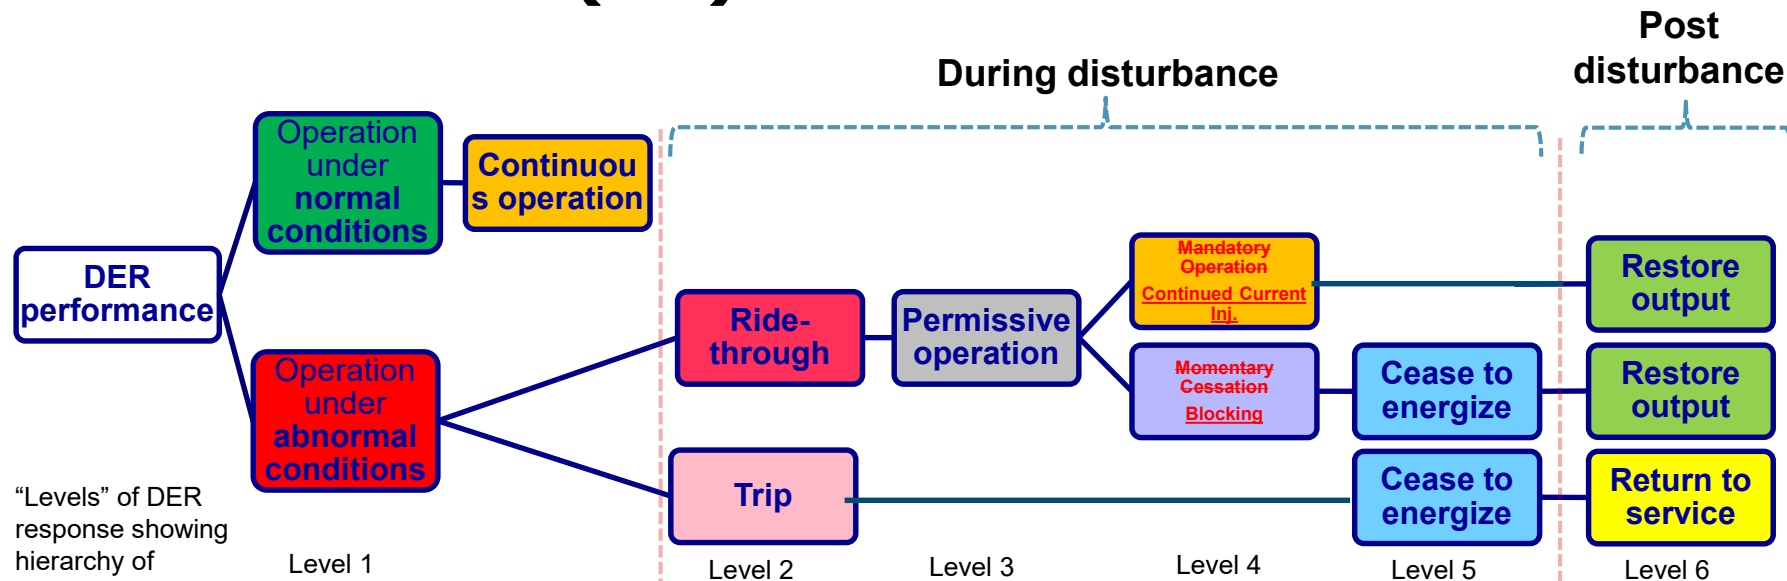 Post
disturbance
During disturbance
Operation
under
normal
conditions
Continuou
s operation
DER
performance
Operation
under
abnormal
conditions
Ride-
through
Permissive
operation
Mandatory
Operation
Continued Current
Inj.
Restore
output
Momentary
Cessation
Blocking
Cease to
energize
Restore
output
Trip
Cease to
energize
Return to
service
“Levels” of DER
response showing
hierarchy of
Level 1
Level 2
Level 3
Level 4
Level 5
Level 6